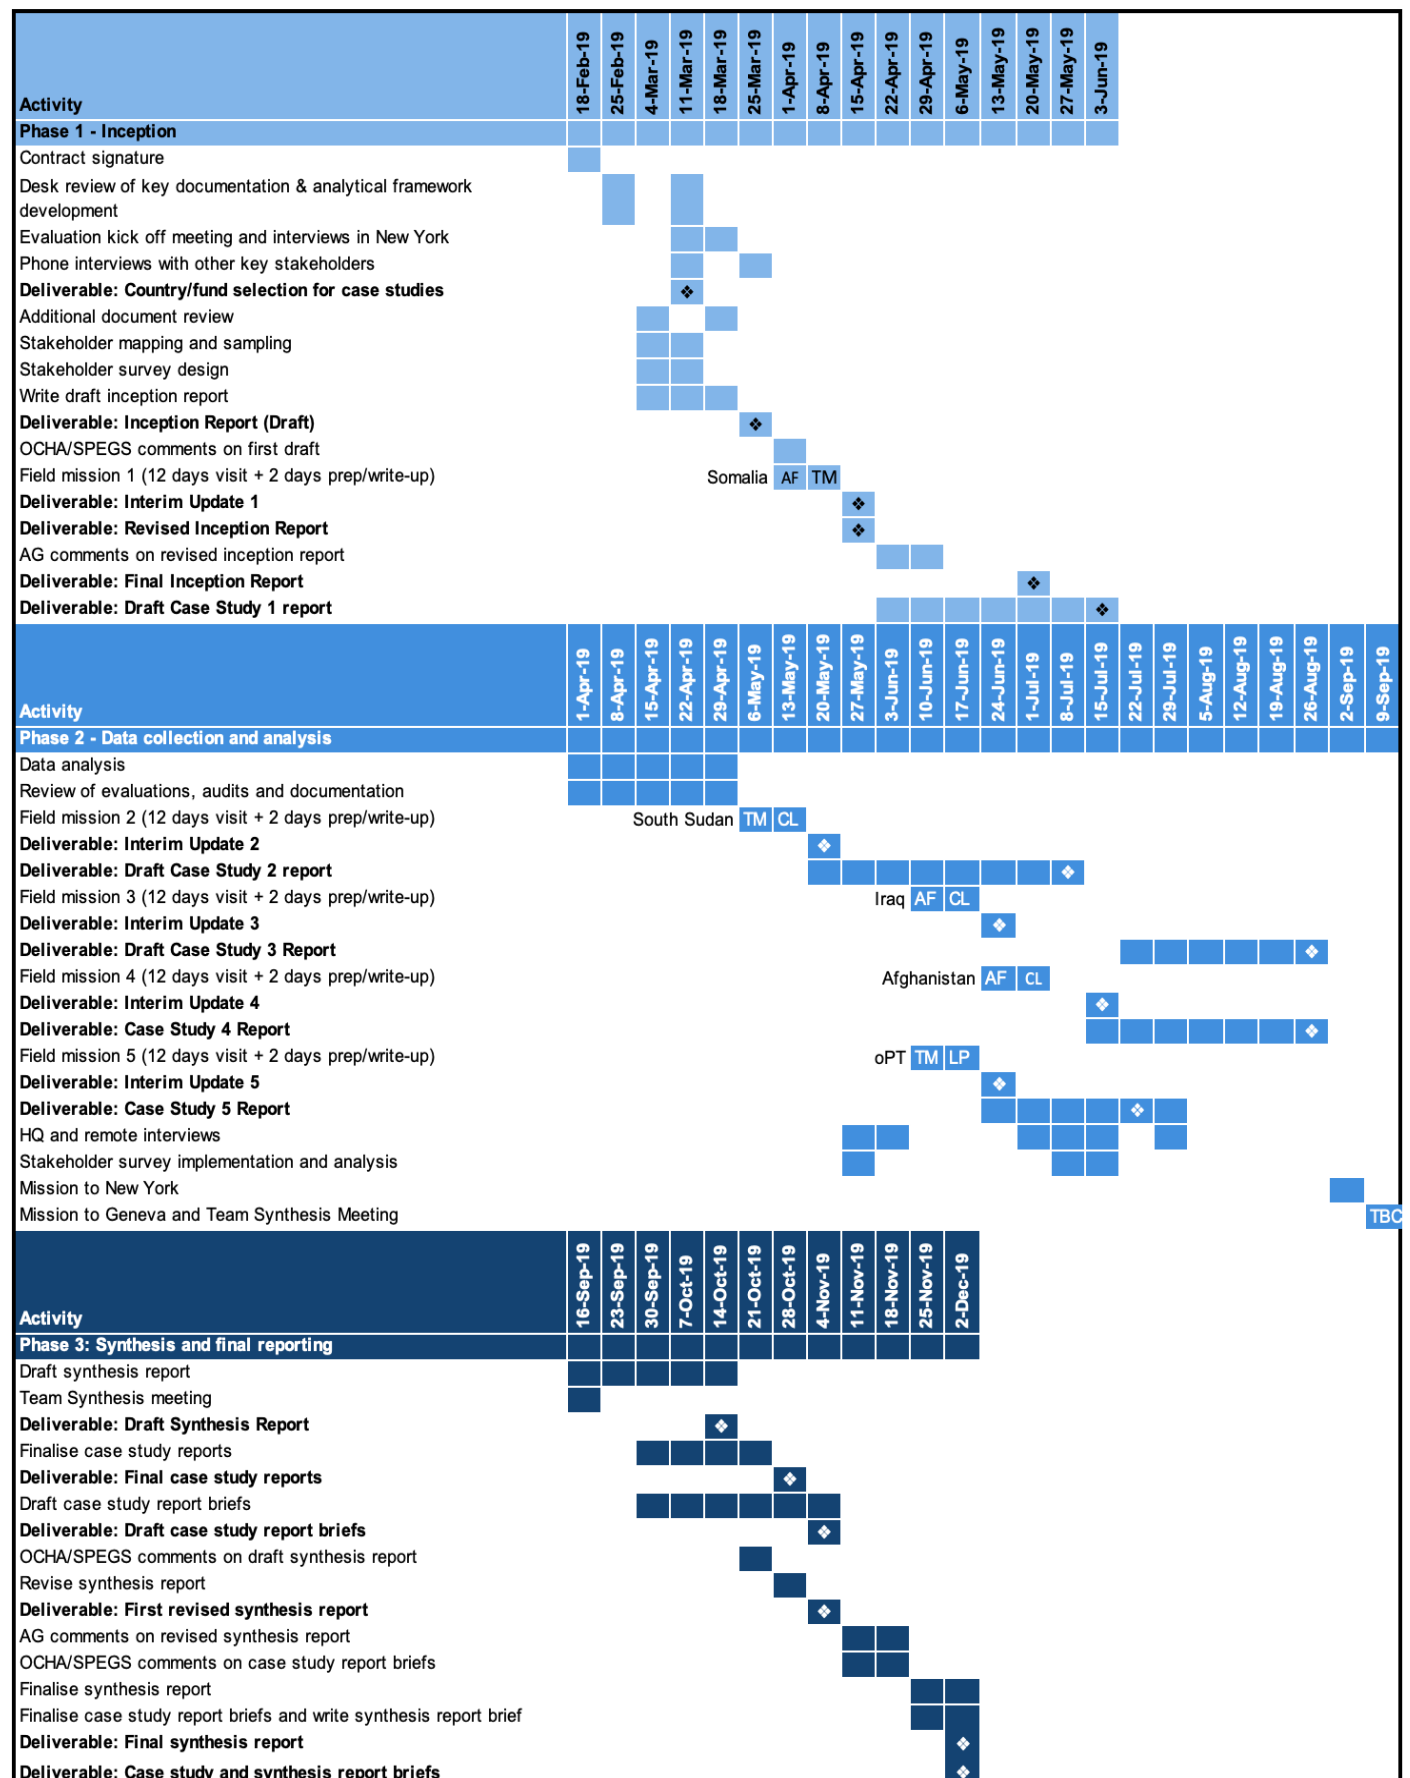 Activity
18-Feb-19
25-Feb-19
4-Mar-19
11-Mar-19
18-Mar-19
25-Mar-19
1-Apr-19
8-Apr-19
15-Apr-19
22-Apr-19
29-Apr-19
6-May-19
13-May-19
20-May-19
27-May-19
3-Jun-19
Phase 1 - Inception
Contract signature
Desk review of key documentation & analytical framework
development
Evaluation kick off meeting and interviews in New York
Phone interviews with other key stakeholders
Deliverable: Country/fund selection for case studies
Additional document review
Stakeholder mapping and sampling
Stakeholder survey design
Write draft inception report
Deliverable: Inception Report (Draft)
OCHA/SPEGS comments on first draft
Field mission 1 (12 days visit + 2 days prep/write-up) Somalia AF TM
Deliverable: Interim Update 1
Deliverable: Revised Inception Report
AG comments on revised inception report
Deliverable: Final Inception Report
Deliverable: Draft Case Study 1 report
Activity
1-Apr-19
8-Apr-19
15-Apr-19
22-Apr-19
29-Apr-19
6-May-19
13-May-19
20-May-19
27-May-19
3-Jun-19
10-Jun-19
17-Jun-19
24-Jun-19
1-Jul-19
8-Jul-19
15-Jul-19
22-Jul-19
29-Jul-19
5-Aug-19
12-Aug-19
19-Aug-19
26-Aug-19
2-Sep-19
9-Sep-19
Phase 2 - Data collection and analysis
Data analysis
Review of evaluations, audits and documentation
Field mission 2 (12 days visit + 2 days prep/write-up) South Sudan TM CL
Deliverable: Interim Update 2
Deliverable: Draft Case Study 2 report
Field mission 3 (12 days visit + 2 days prep/write-up) Iraq AF CL
Deliverable: Interim Update 3
Deliverable: Draft Case Study 3 Report
Field mission 4 (12 days visit + 2 days prep/write-up) Afghanistan AF CL
Deliverable: Interim Update 4
Deliverable: Case Study 4 Report
Field mission 5 (12 days visit + 2 days prep/write-up) oPT TM LP
Deliverable: Interim Update 5
Deliverable: Case Study 5 Report
HQ and remote interviews
Stakeholder survey implementation and analysis
Mission to New York
Mission to Geneva and Team Synthesis Meeting TBC
Activity
16-Sep-19
23-Sep-19
30-Sep-19
7-Oct-19
14-Oct-19
21-Oct-19
28-Oct-19
4-Nov-19
11-Nov-19
18-Nov-19
25-Nov-19
2-Dec-19
Phase 3: Synthesis and final reporting
Draft synthesis report
Team Synthesis meeting
Deliverable: Draft Synthesis Report
Finalise case study reports
Deliverable: Final case study reports
Draft case study report briefs
Deliverable: Draft case study report briefs
OCHA/SPEGS comments on draft synthesis report
Revise synthesis report
Deliverable: First revised synthesis report
AG comments on revised synthesis report
OCHA/SPEGS comments on case study report briefs
Finalise synthesis report
Finalise case study report briefs and write synthesis report brief
Deliverable: Final synthesis report
Deliverable: Case study and synthesis report briefs